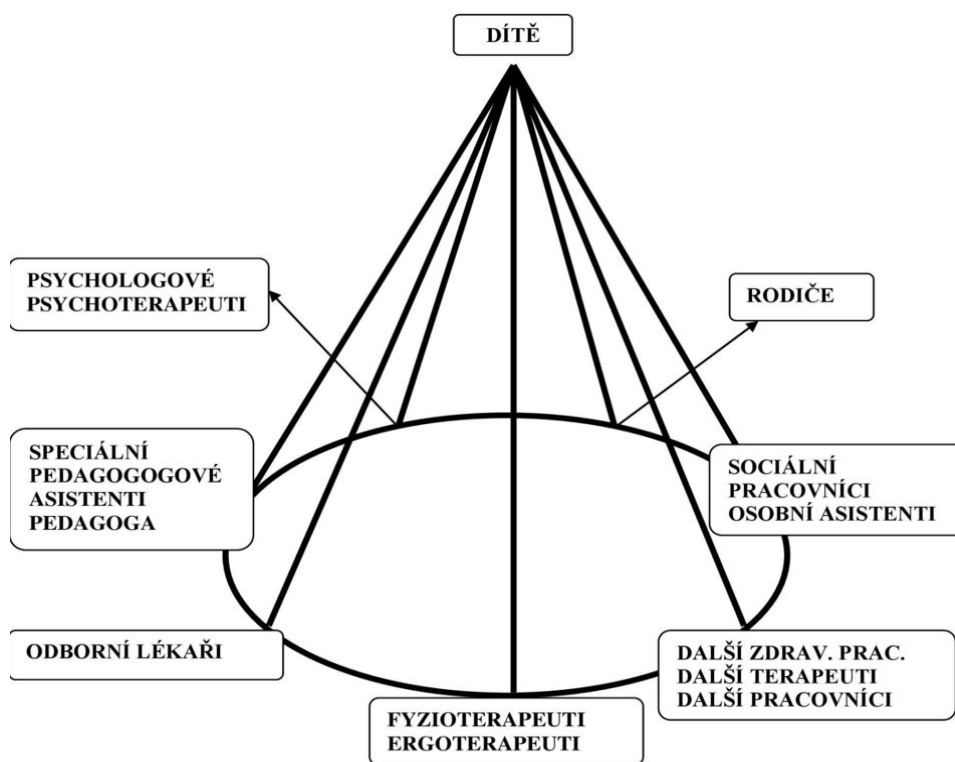 DÍTĚ
PSYCHOLOGOVÉ
PSYCHOTERAPEUTI
RODIČE
SPECIÁLNÍ
PEDAGOGOGOVÉ
ASISTENTI
PEDAGOGA
SOCIÁLNÍ
PRACOVNÍCI
OSOBNÍ ASISTENTI
ODBORNÍ LÉKAŘI
DALŠÍ ZDRAV. PRAC.
DALŠÍ TERAPEUTI
DALŠÍ PRACOVNÍCI
FYZIOTERAPEUTI
ERGOTERAPEUTI